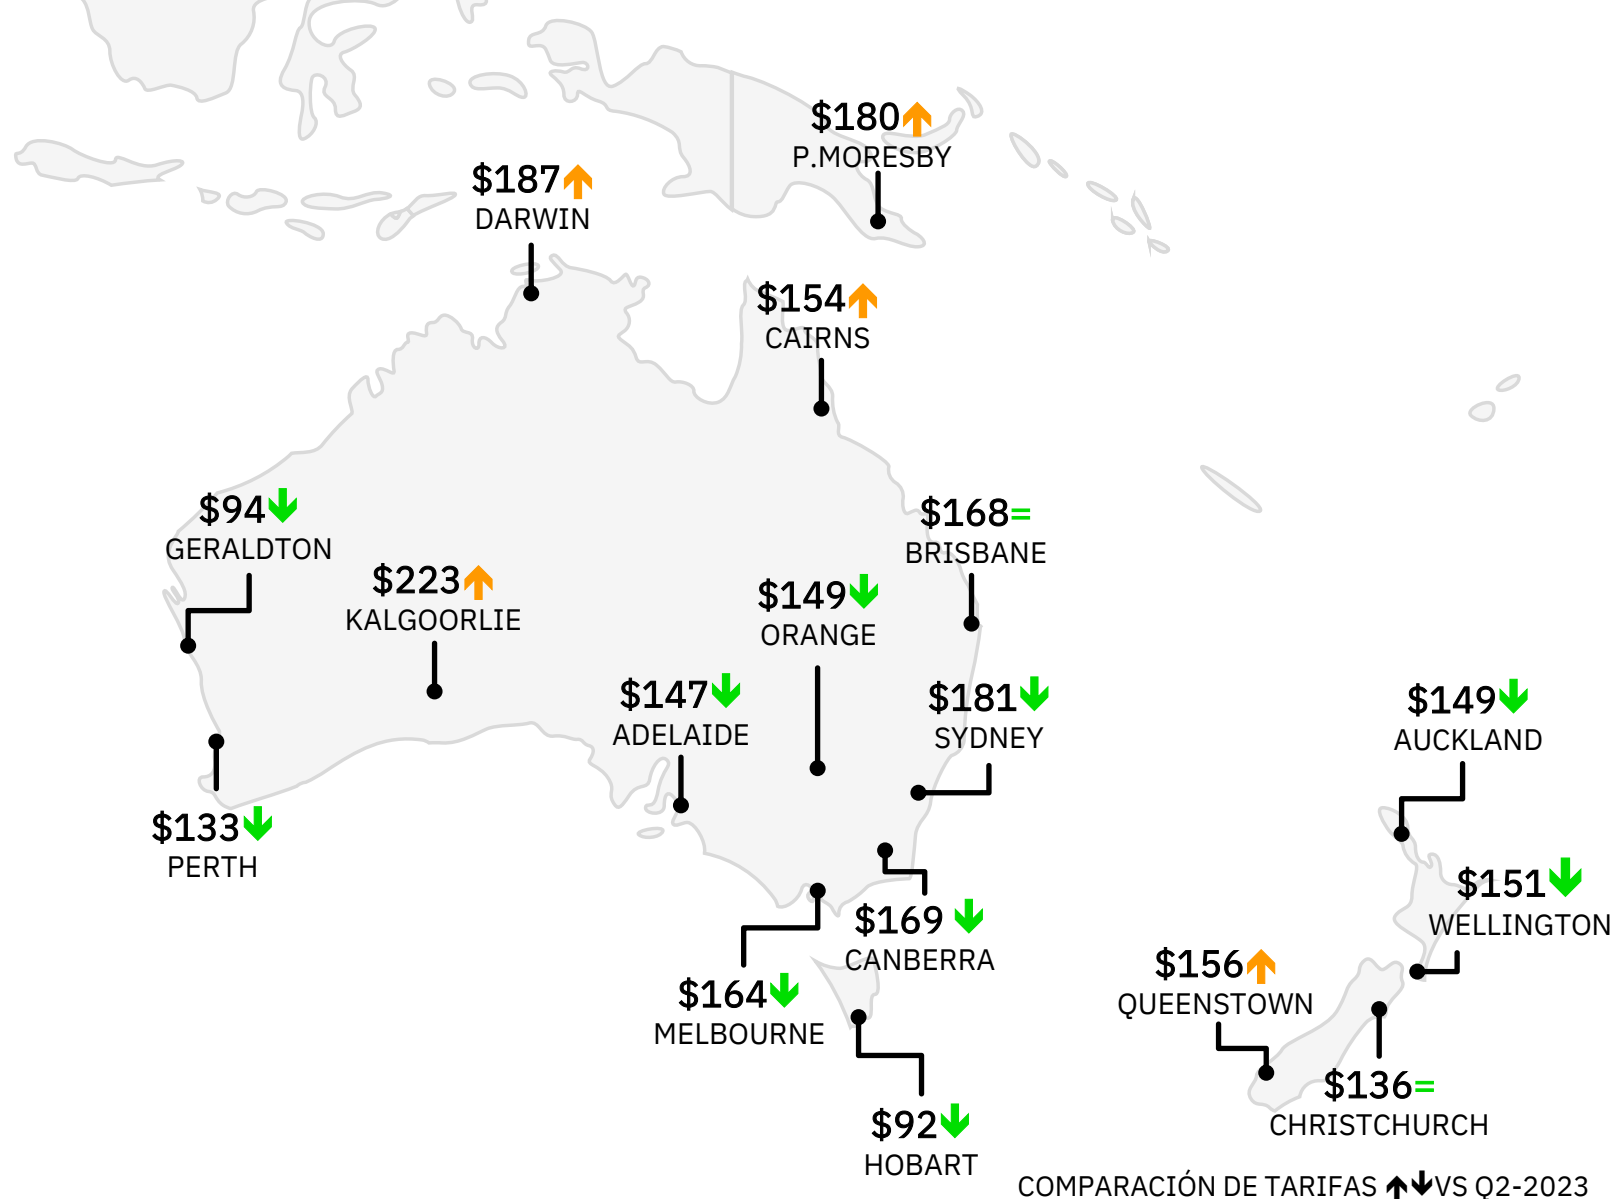 $180↑
P.MORESBY
$187↑
DARWIN
$154↑
CAIRNS
$94↓
GERALDTON
$168=
BRISBANE
$223↑
KALGOORLIE
$149↓
ORANGE
$147↓
ADELAIDE
$181↓
SYDNEY
$149↓
AUCKLAND
$133↓
PERTH
$151↓
WELLINGTON
$169 ↓
CANBERRA
$156↑
QUEENSTOWN
$164↓
MELBOURNE
$136=
CHRISTCHURCH
$92↓
HOBART
COMPARACIÓN DE TARIFAS ↑↓VS Q2-2023